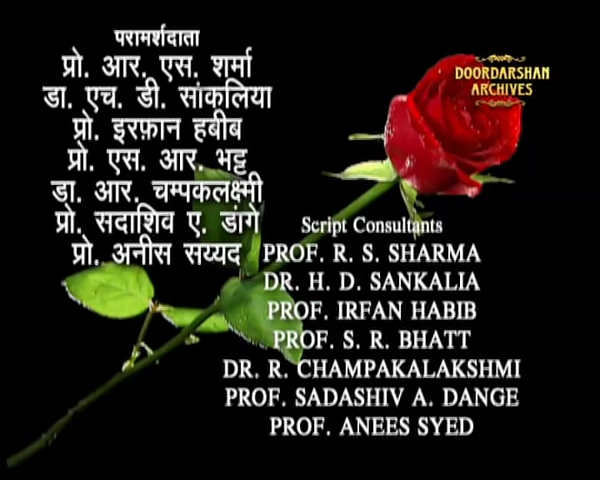 परामर्शदाता
प्रो. आर. एस. शर्मा
डा. एच. डी. सांकलिया
प्रो. इरफ़ान हबीब
प्रो. एस. आर. भट्ट
डा. आर. चम्पकलक्ष्मी
प्रो. सदाशिव ए. डांगे
प्रो. अनीस सय्यद
DOORDARSHAN
ARCHIVES
Script Consultants
PROF. R. S. SHARMA
DR. H. D. SANKALIA
PROF. IRFAN HABIB
PROF. S. R. BHATT
DR. R. CHAMPAKALAKSHMI
PROF. SADASHIV A. DANGE
PROF. ANEES SYED